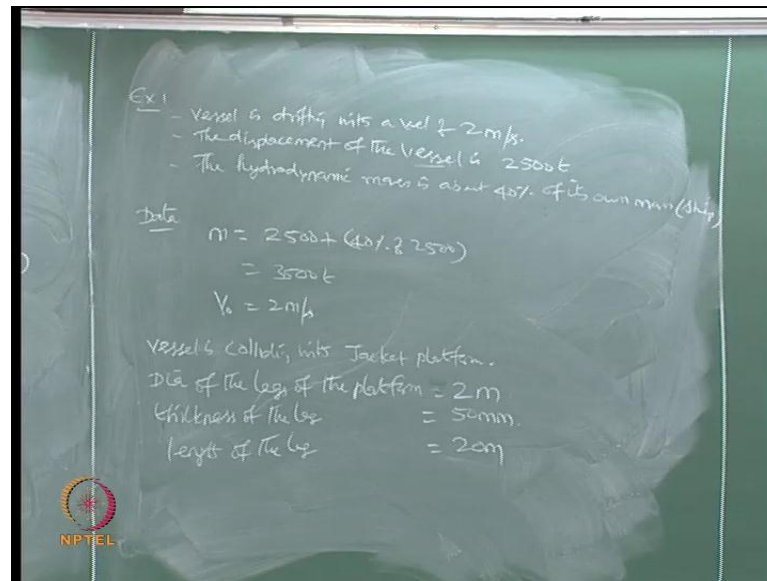 Ex 1
- vessel is drifting with a vel of 2 m/s.
- The displacement of the vessel is 2500t
- The hydrodynamic mass is about 40% of its own mass (ship)
Data
m = 2500 + (40% of 2500)
= 3500t
V₀ = 2m/s
vessel is colliding with Jacket platform.
Dia of the legs of the platform = 2m
thickness of the leg = 50mm.
length of the leg = 20m
NPTEL